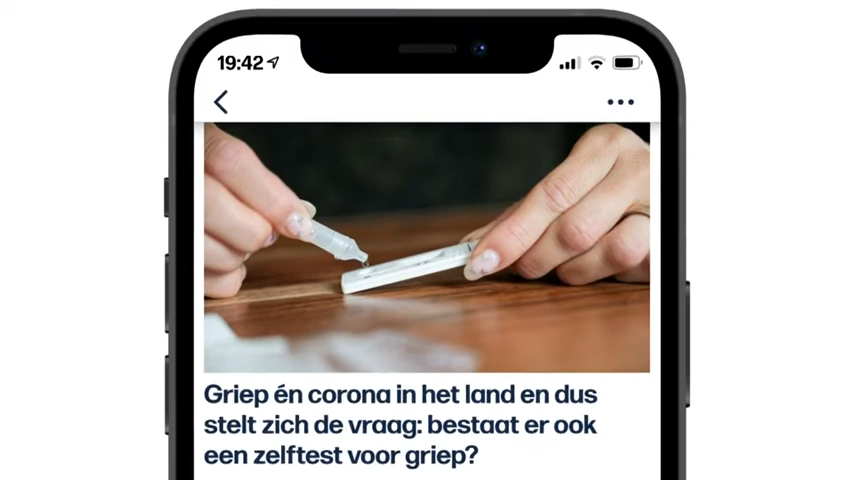 19:42
Griep én corona in het land en dus
stelt zich de vraag: bestaat er ook
een zelftest voor griep?